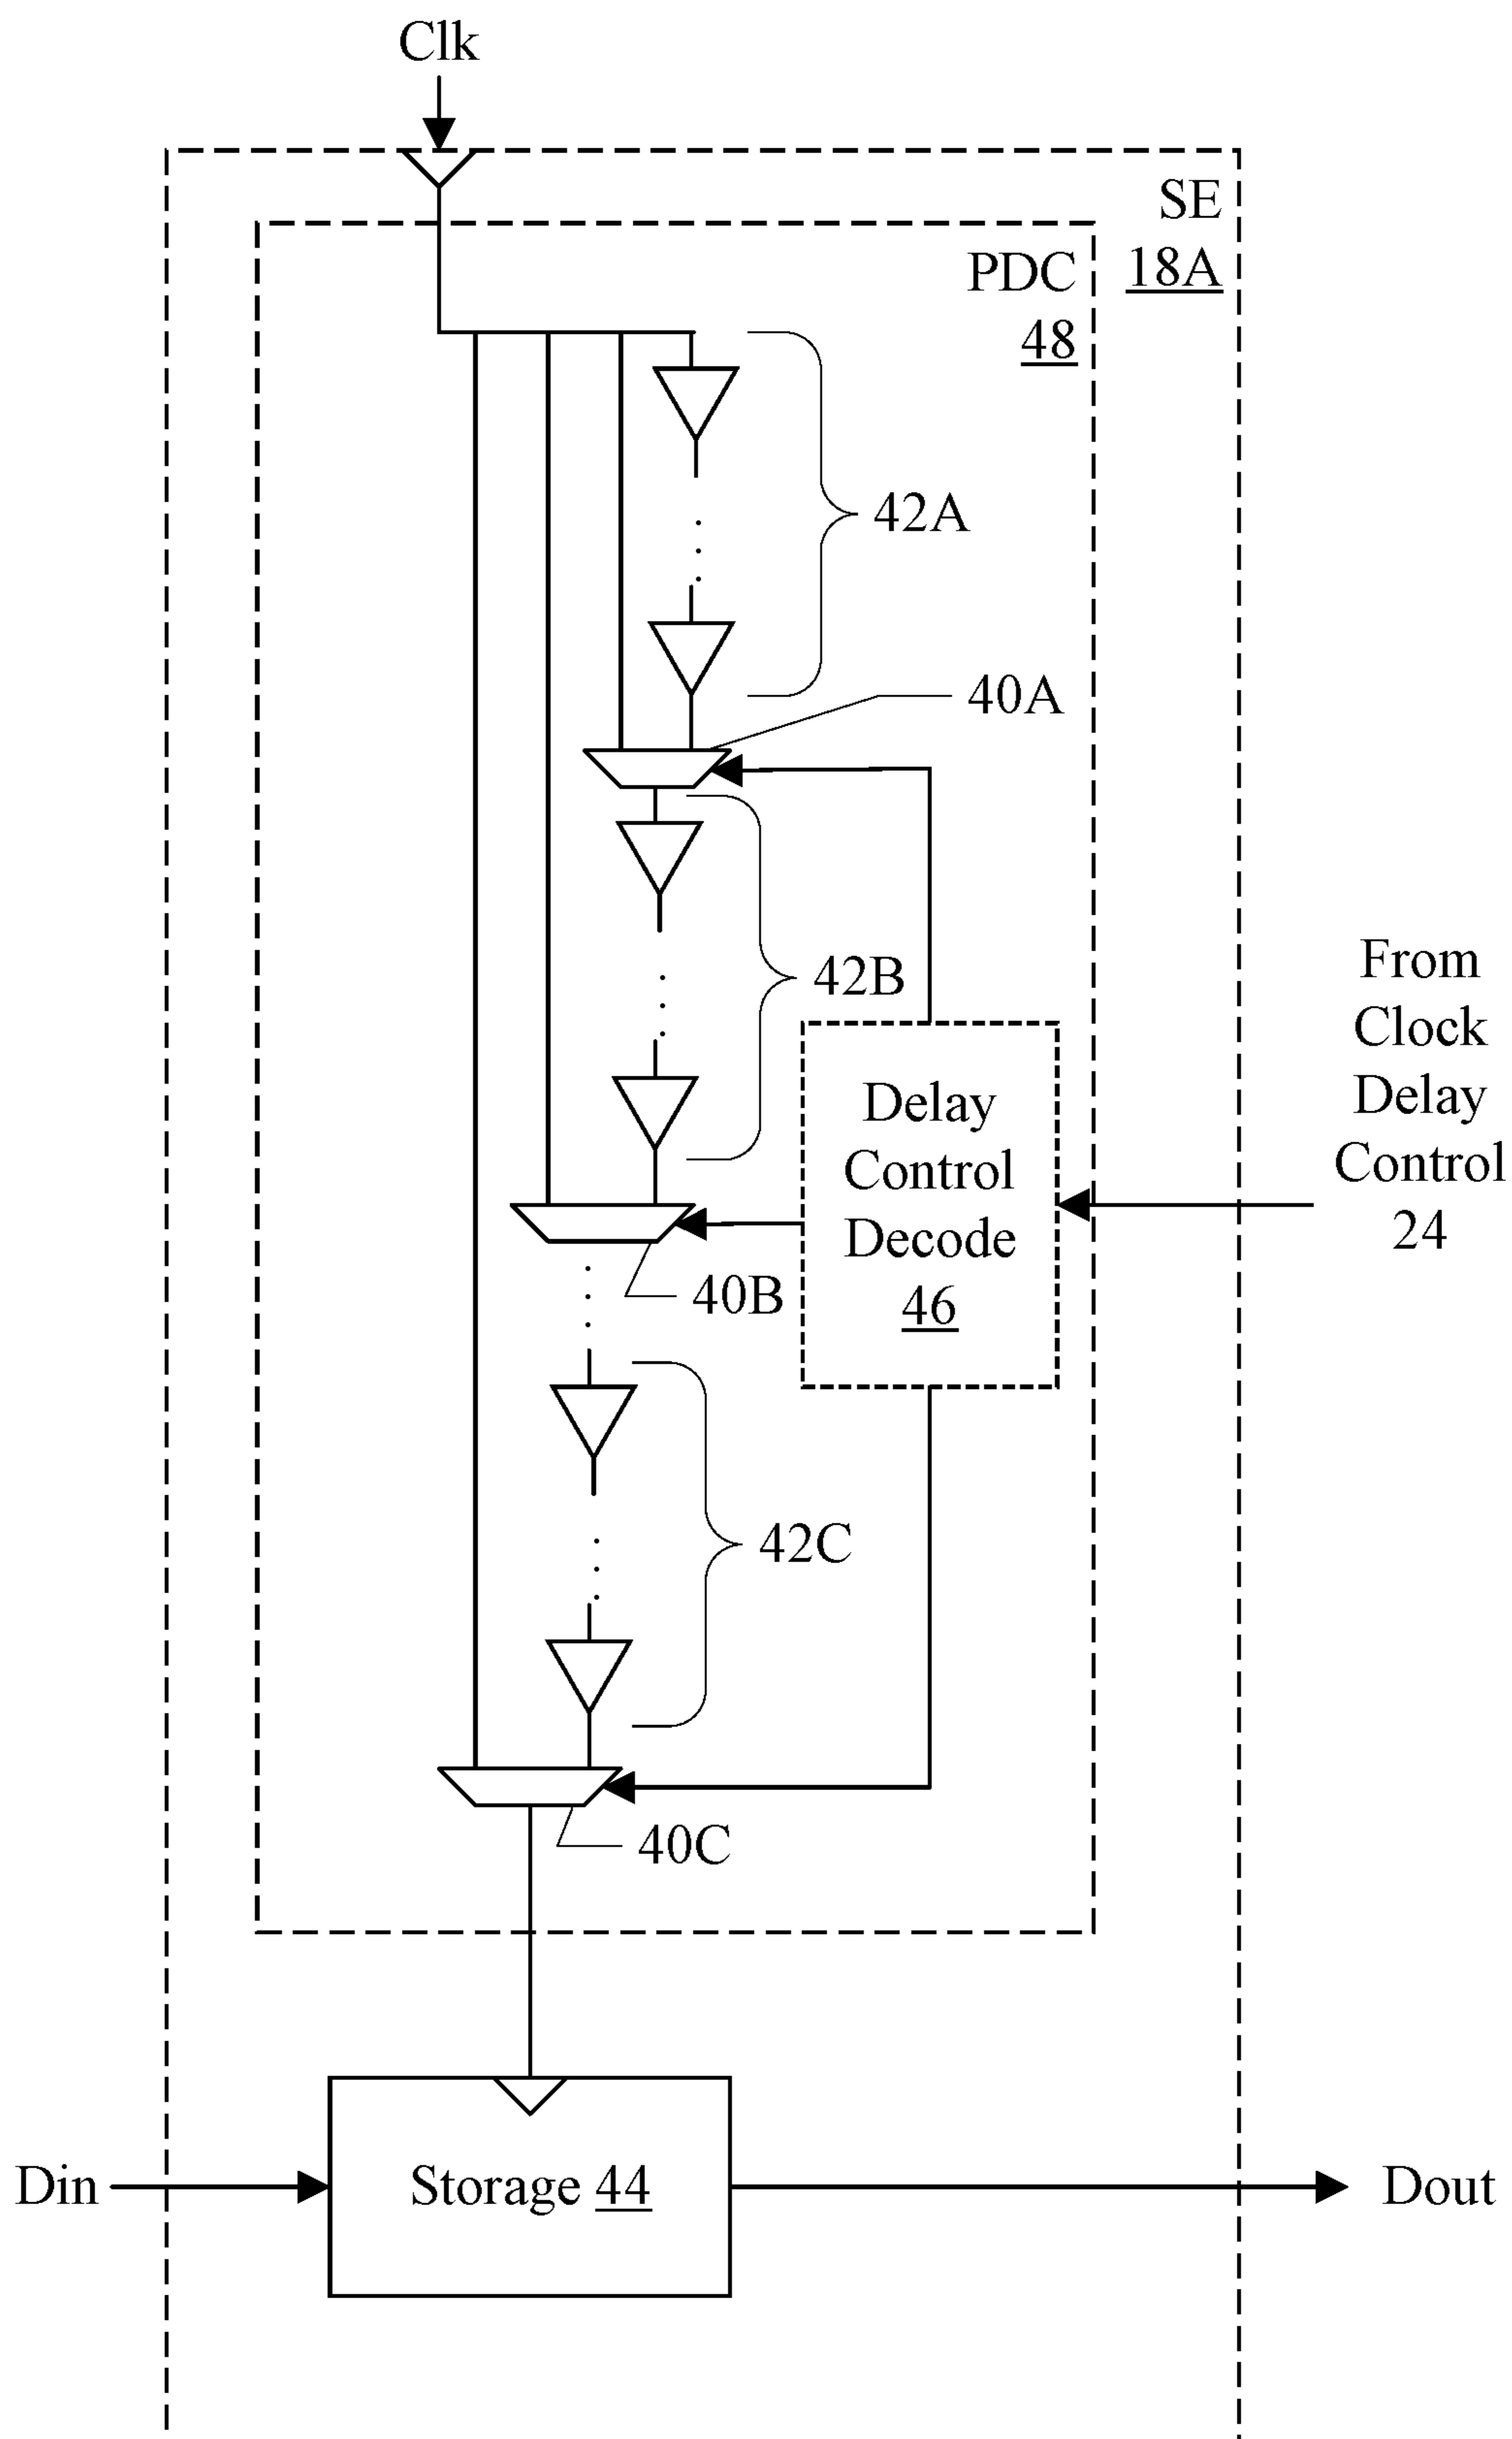 Clk
SE
18A
PDC
48
42A
40A
42B
From
Clock
Delay
Control
24
Delay
Control
Decode
46
40B
42C
40C
Din
Storage 44
Dout